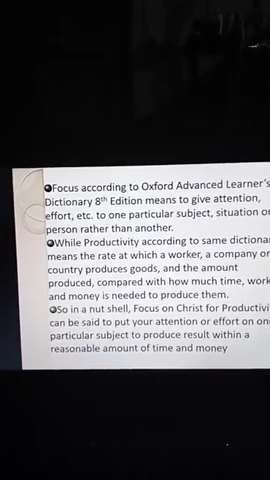 Focus according to Oxford Advanced Learner's
Dictionary 8th Edition means to give attention,
effort, etc. to one particular subject, situation or
person rather than another.
While Productivity according to same dictiona
means the rate at which a worker, a company or
country produces goods, and the amount
produced, compared with how much time, work
and money is needed to produce them.
So in a nut shell, Focus on Christ for Productivi
can be said to put your attention or effort on on
particular subject to produce result within a
reasonable amount of time and money